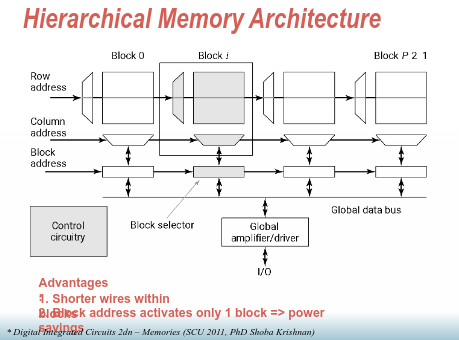 Hierarchical Memory Architecture
Block 0
Block i
Block P 2 1
Row
address
Column
address
Block
address
Global data bus
Control
circuitry
Block selector
Global
amplifier/driver
I/O
Advantages
:
1. Shorter wires within
blocks
2. Block address activates only 1 block => power
savings
* Digital Integrated Circuits 2dn – Memories (SCU 2011, PhD Shoba Krishnan)